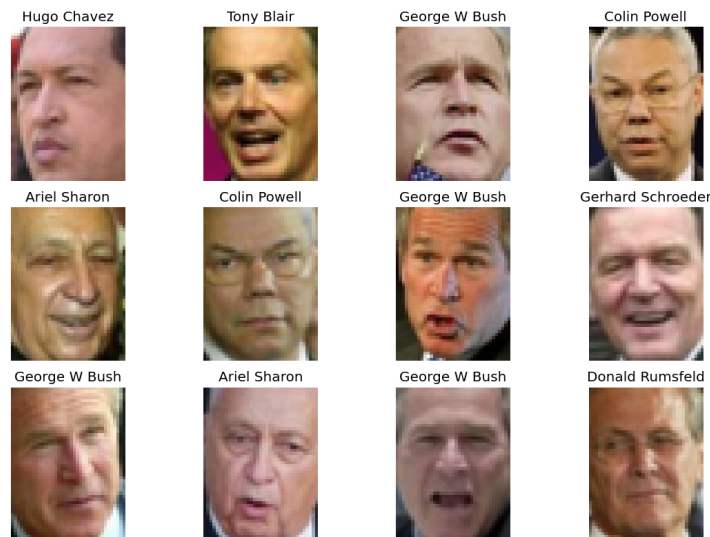 Hugo Chavez
Tony Blair
George W Bush
Colin Powell
Ariel Sharon
Colin Powell
George W Bush
Gerhard Schroeder
George W Bush
Ariel Sharon
George W Bush
Donald Rumsfeld